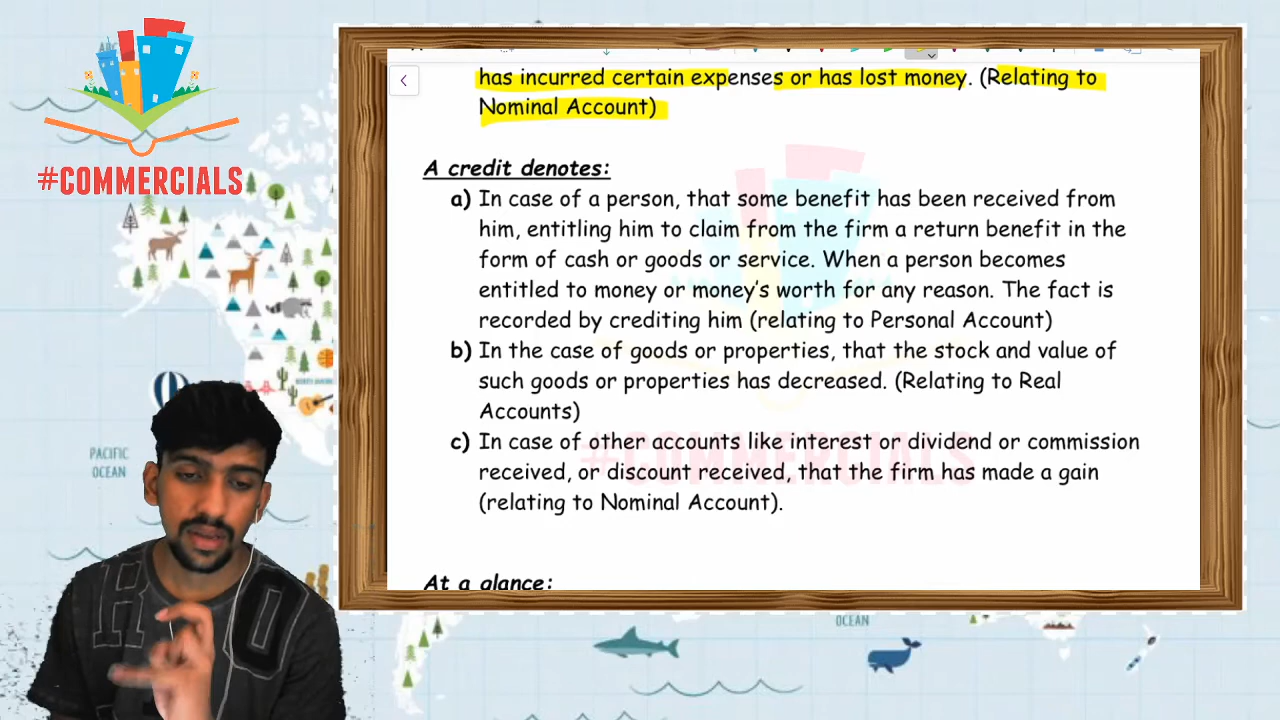 #COMMERCIALS
has incurred certain expenses or has lost money. (Relating to
Nominal Account)
A credit denotes:
a) In case of a person, that some benefit has been received from
him, entitling him to claim from the firm a return benefit in the
form of cash or goods or service. When a person becomes
entitled to money or money's worth for any reason. The fact is
recorded by crediting him (relating to Personal Account)
b) In the case of goods or properties, that the stock and value of
such goods or properties has decreased. (Relating to Real
Accounts)
c) In case of other accounts like interest or dividend or commission
received, or discount received, that the firm has made a gain
(relating to Nominal Account).
At a glance:
PACIFIC
OCEAN
OCEAN